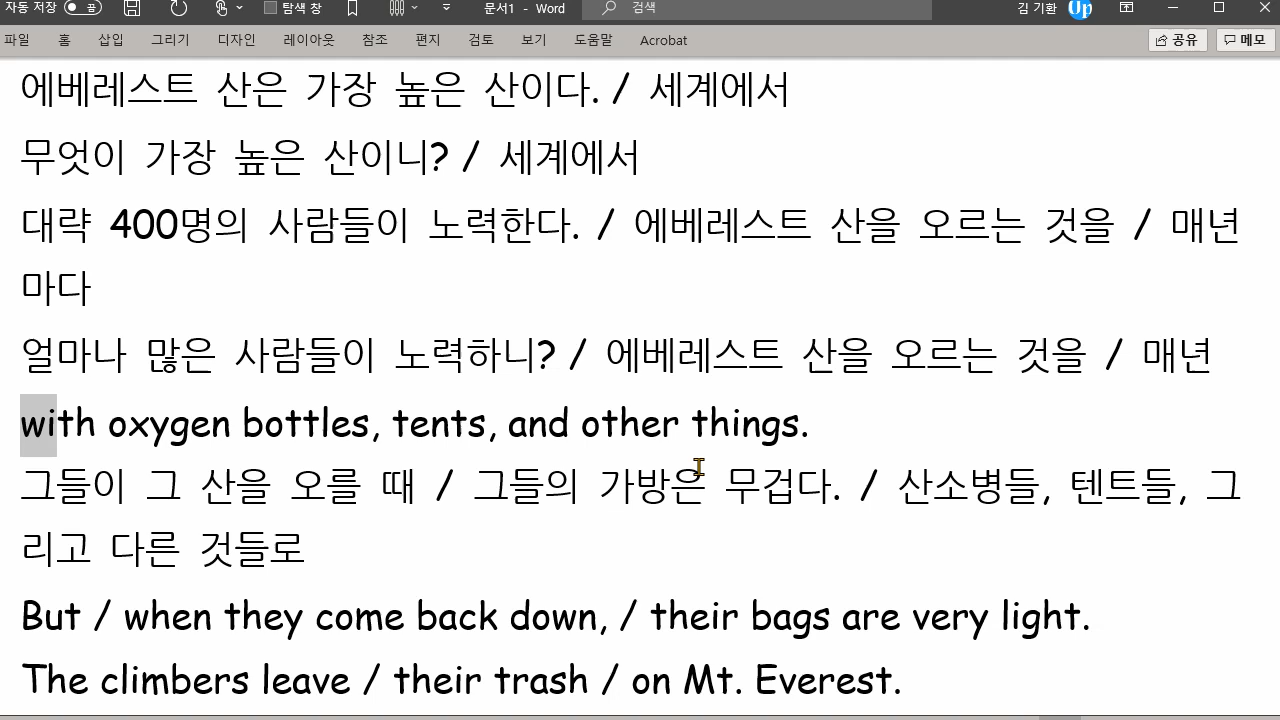 자동 저장 끔 탐색 창 문서1 - Word 검색 김 기환 Up
파일 홈 삽입 그리기 디자인 레이아웃 참조 편지 검토 보기 도움말 Acrobat 공유 메모
에베레스트 산은 가장 높은 산이다. / 세계에서
무엇이 가장 높은 산이니? / 세계에서
대략 400명의 사람들이 노력한다. / 에베레스트 산을 오르는 것을 / 매년
마다
얼마나 많은 사람들이 노력하니? / 에베레스트 산을 오르는 것을 / 매년
with oxygen bottles, tents, and other things.
그들이 그 산을 오를 때 / 그들의 가방은 무겁다. / 산소병들, 텐트들, 그
리고 다른 것들로
But / when they come back down, / their bags are very light.
The climbers leave / their trash / on Mt. Everest.